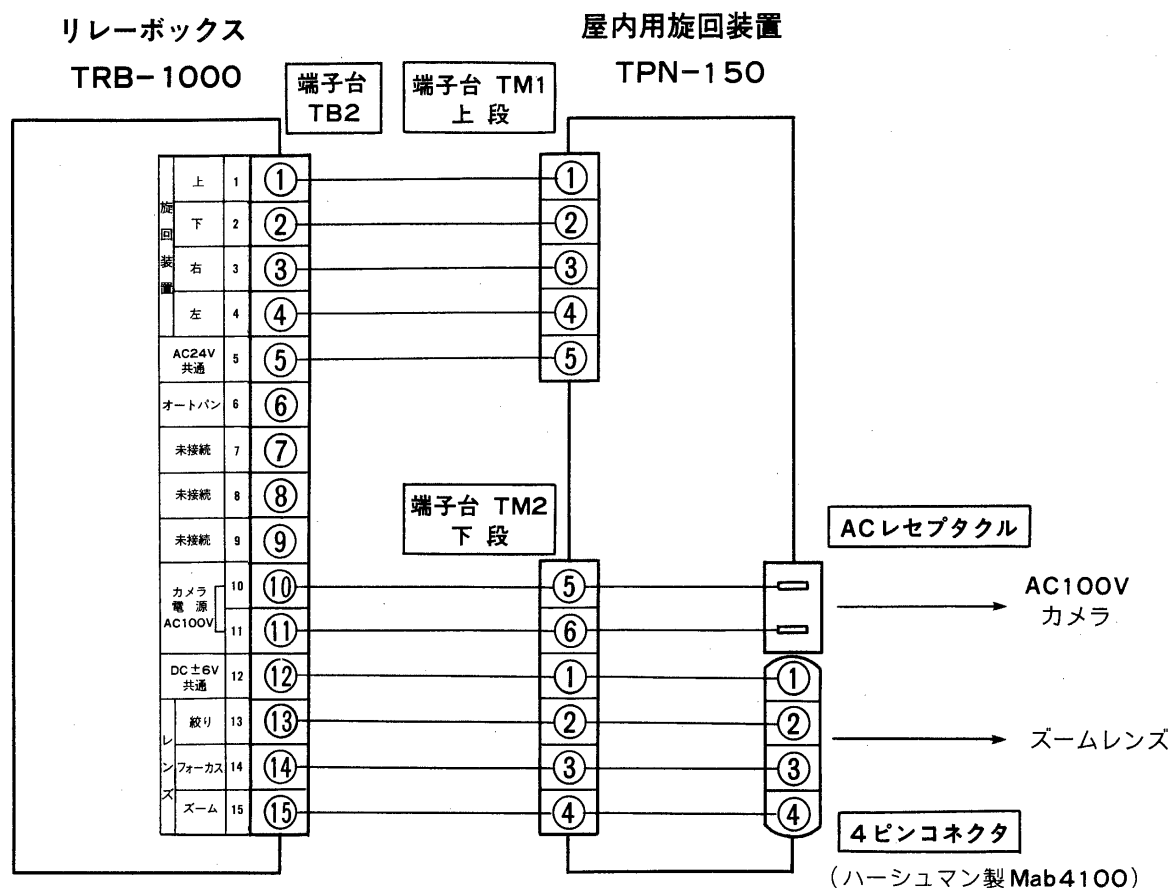 リレーボックス
TRB-1000
屋内用旋回装置
TPN-150
端子台
TB2
端子台 TM1
上 段
旋回装置
上 1 ① ①
下 2 ② ②
右 3 ③ ③
左 4 ④ ④
AC24V
共通 5 ⑤ ⑤
オートパン 6 ⑥
未接続 7 ⑦
未接続 8 ⑧
未接続 9 ⑨
端子台 TM2
下 段
ACレセプタクル
カメラ
電 源
AC100V
10 ⑩ ⑤
11 ⑪ ⑥
AC100V
カメラ
DC±6V
共通 12 ⑫ ① ①
レンズ
絞り 13 ⑬ ② ②
フォーカス 14 ⑭ ③ ③
ズーム 15 ⑮ ④ ④
ズームレンズ
4ピンコネクタ
(ハーシュマン製Mab4100)